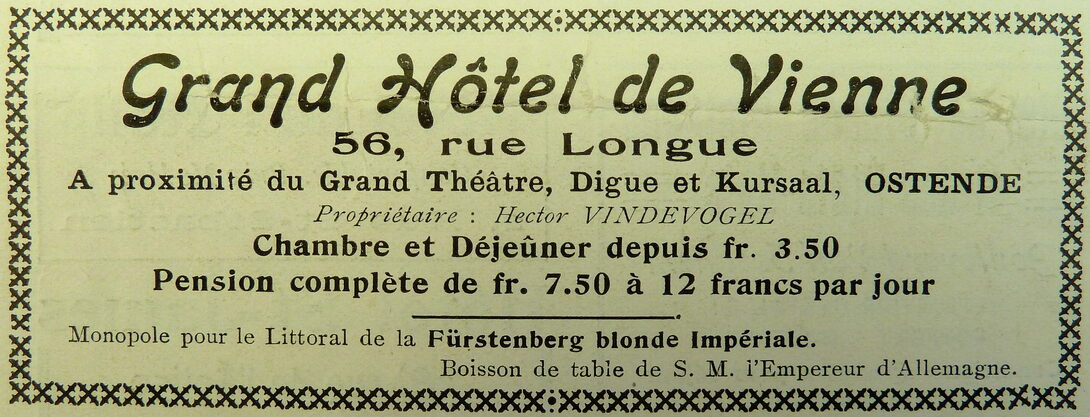 Grand Hôtel de Vienne
56, rue Longue
A proximité du Grand Théâtre, Digue et Kursaal, OSTENDE
Propriétaire : Hector VINDEVOGEL
Chambre et Déjeûner depuis fr. 3.50
Pension complète de fr. 7.50 à 12 francs par jour
Monopole pour le Littoral de la Fürstenberg blonde Impériale.
Boisson de table de S. M. l'Empereur d'Allemagne.